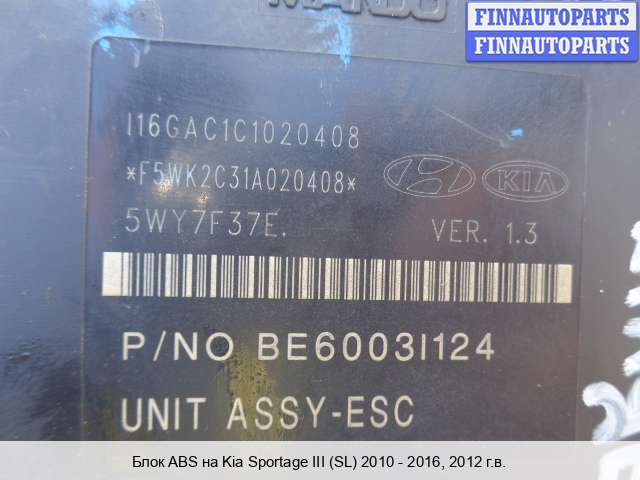 MANDO
FINNAUTOPARTS
FINNAUTOPARTS
I16GAC1C1020408
*F5WK2C31A020408*
KIA
5WY7F37E. VER. 1.3
P/NO BE6003I124
UNIT ASSY-ESC
Блок ABS на Kia Sportage III (SL) 2010 - 2016, 2012 г.в.